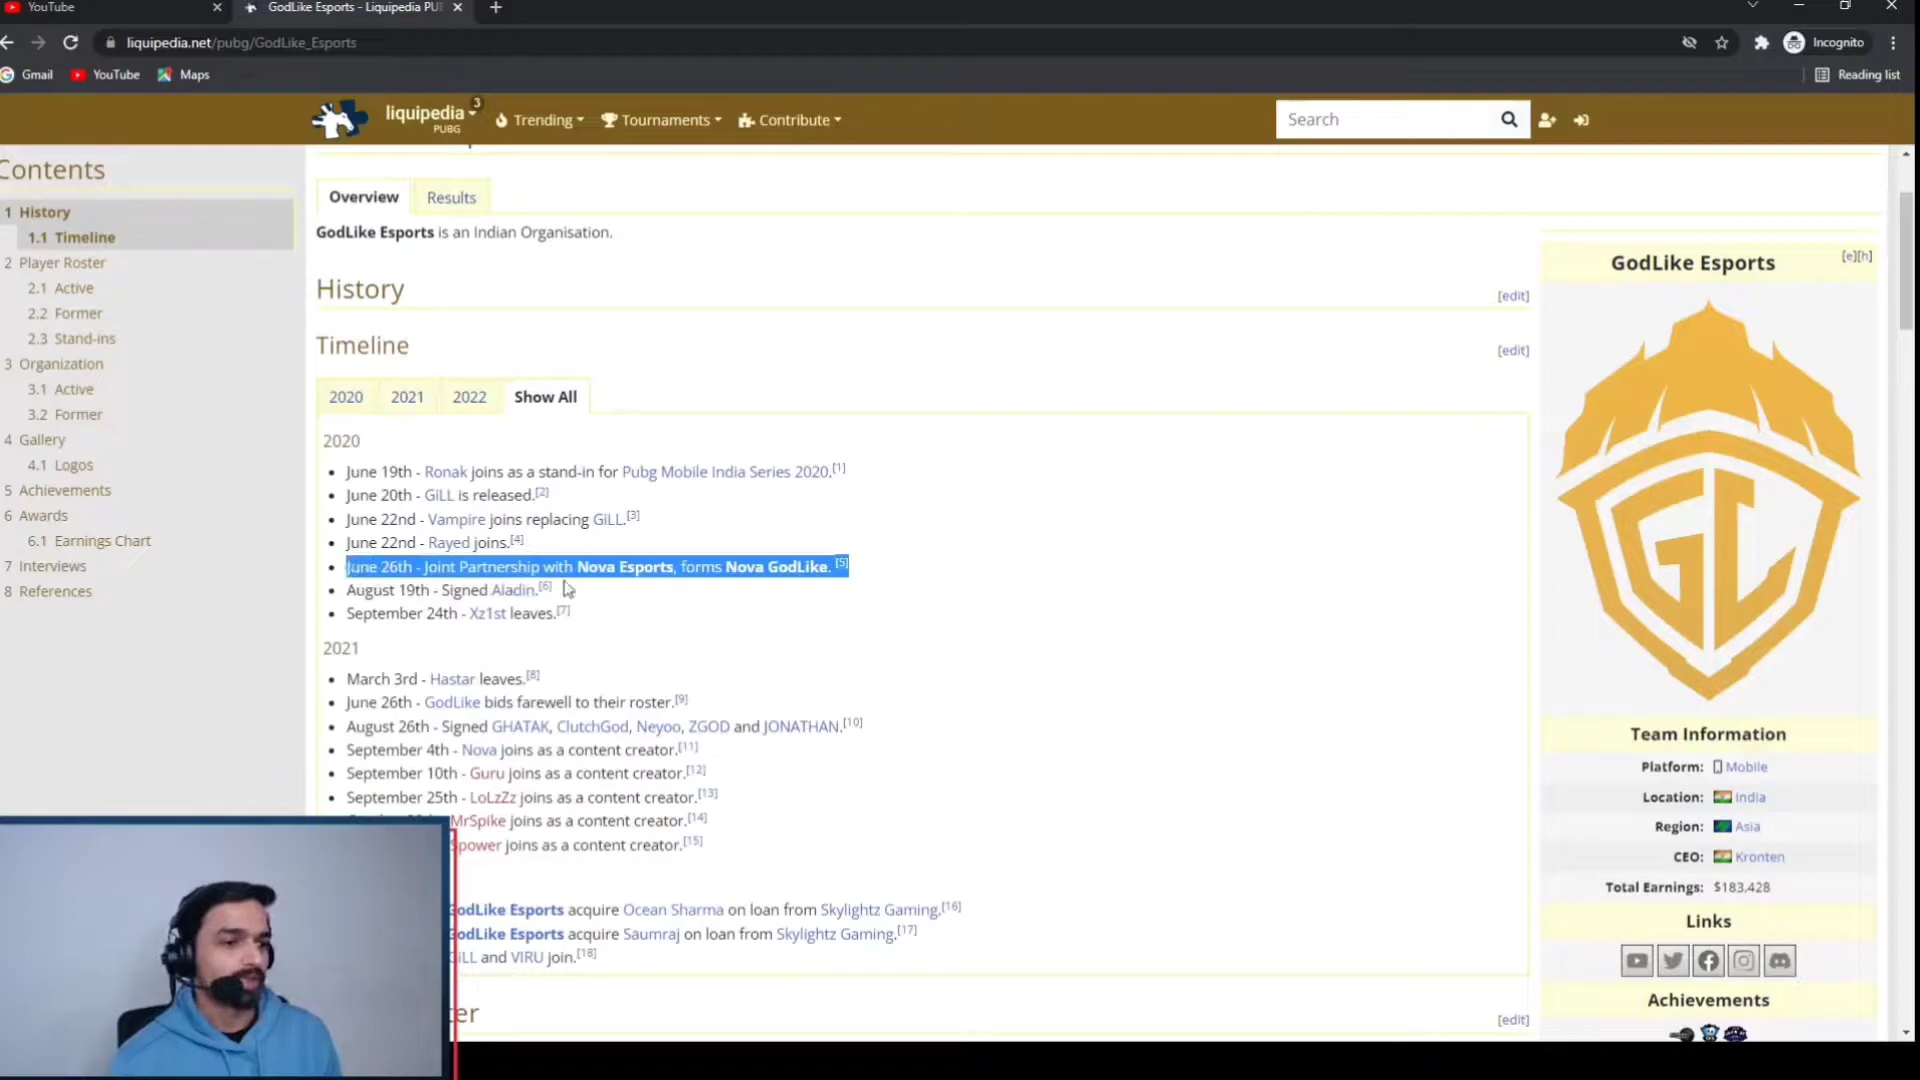 YouTube
GodLike Esports - Liquipedia PU
liquipedia.net/pubg/GodLike_Esports
Incognito
Gmail
YouTube
Maps
Reading list
liquipedia
PUBG
3
Trending
Tournaments
Contribute
Search
Contents
1 History
1.1 Timeline
2 Player Roster
2.1 Active
2.2 Former
2.3 Stand-ins
3 Organization
3.1 Active
3.2 Former
4 Gallery
4.1 Logos
5 Achievements
6 Awards
6.1 Earnings Chart
7 Interviews
8 References
Overview
Results
GodLike Esports is an Indian Organisation.
History
[edit]
Timeline
[edit]
2020
2021
2022
Show All
2020
June 19th - Ronak joins as a stand-in for Pubg Mobile India Series 2020.[1]
June 20th - GiLL is released.[2]
June 22nd - Vampire joins replacing GiLL.[3]
June 22nd - Rayed joins.[4]
June 26th - Joint Partnership with Nova Esports, forms Nova GodLike. [5]
August 19th - Signed Aladin.[6]
September 24th - Xz1st leaves.[7]
2021
March 3rd - Hastar leaves.[8]
June 26th - GodLike bids farewell to their roster.[9]
August 26th - Signed GHATAK, ClutchGod, Neyoo, ZGOD and JONATHAN.[10]
September 4th - Nova joins as a content creator.[11]
September 10th - Guru joins as a content creator.[12]
September 25th - LoLzZz joins as a content creator.[13]
MrSpike joins as a content creator.[14]
Spower joins as a content creator.[15]
GodLike Esports acquire Ocean Sharma on loan from Skylightz Gaming.[16]
GodLike Esports acquire Saumraj on loan from Skylightz Gaming.[17]
GiLL and VIRU join.[18]
ter
[edit]
GodLike Esports
[e][h]
GL
Team Information
Platform: Mobile
Location: India
Region: Asia
CEO: Kronten
Total Earnings: $183,428
Links
Achievements